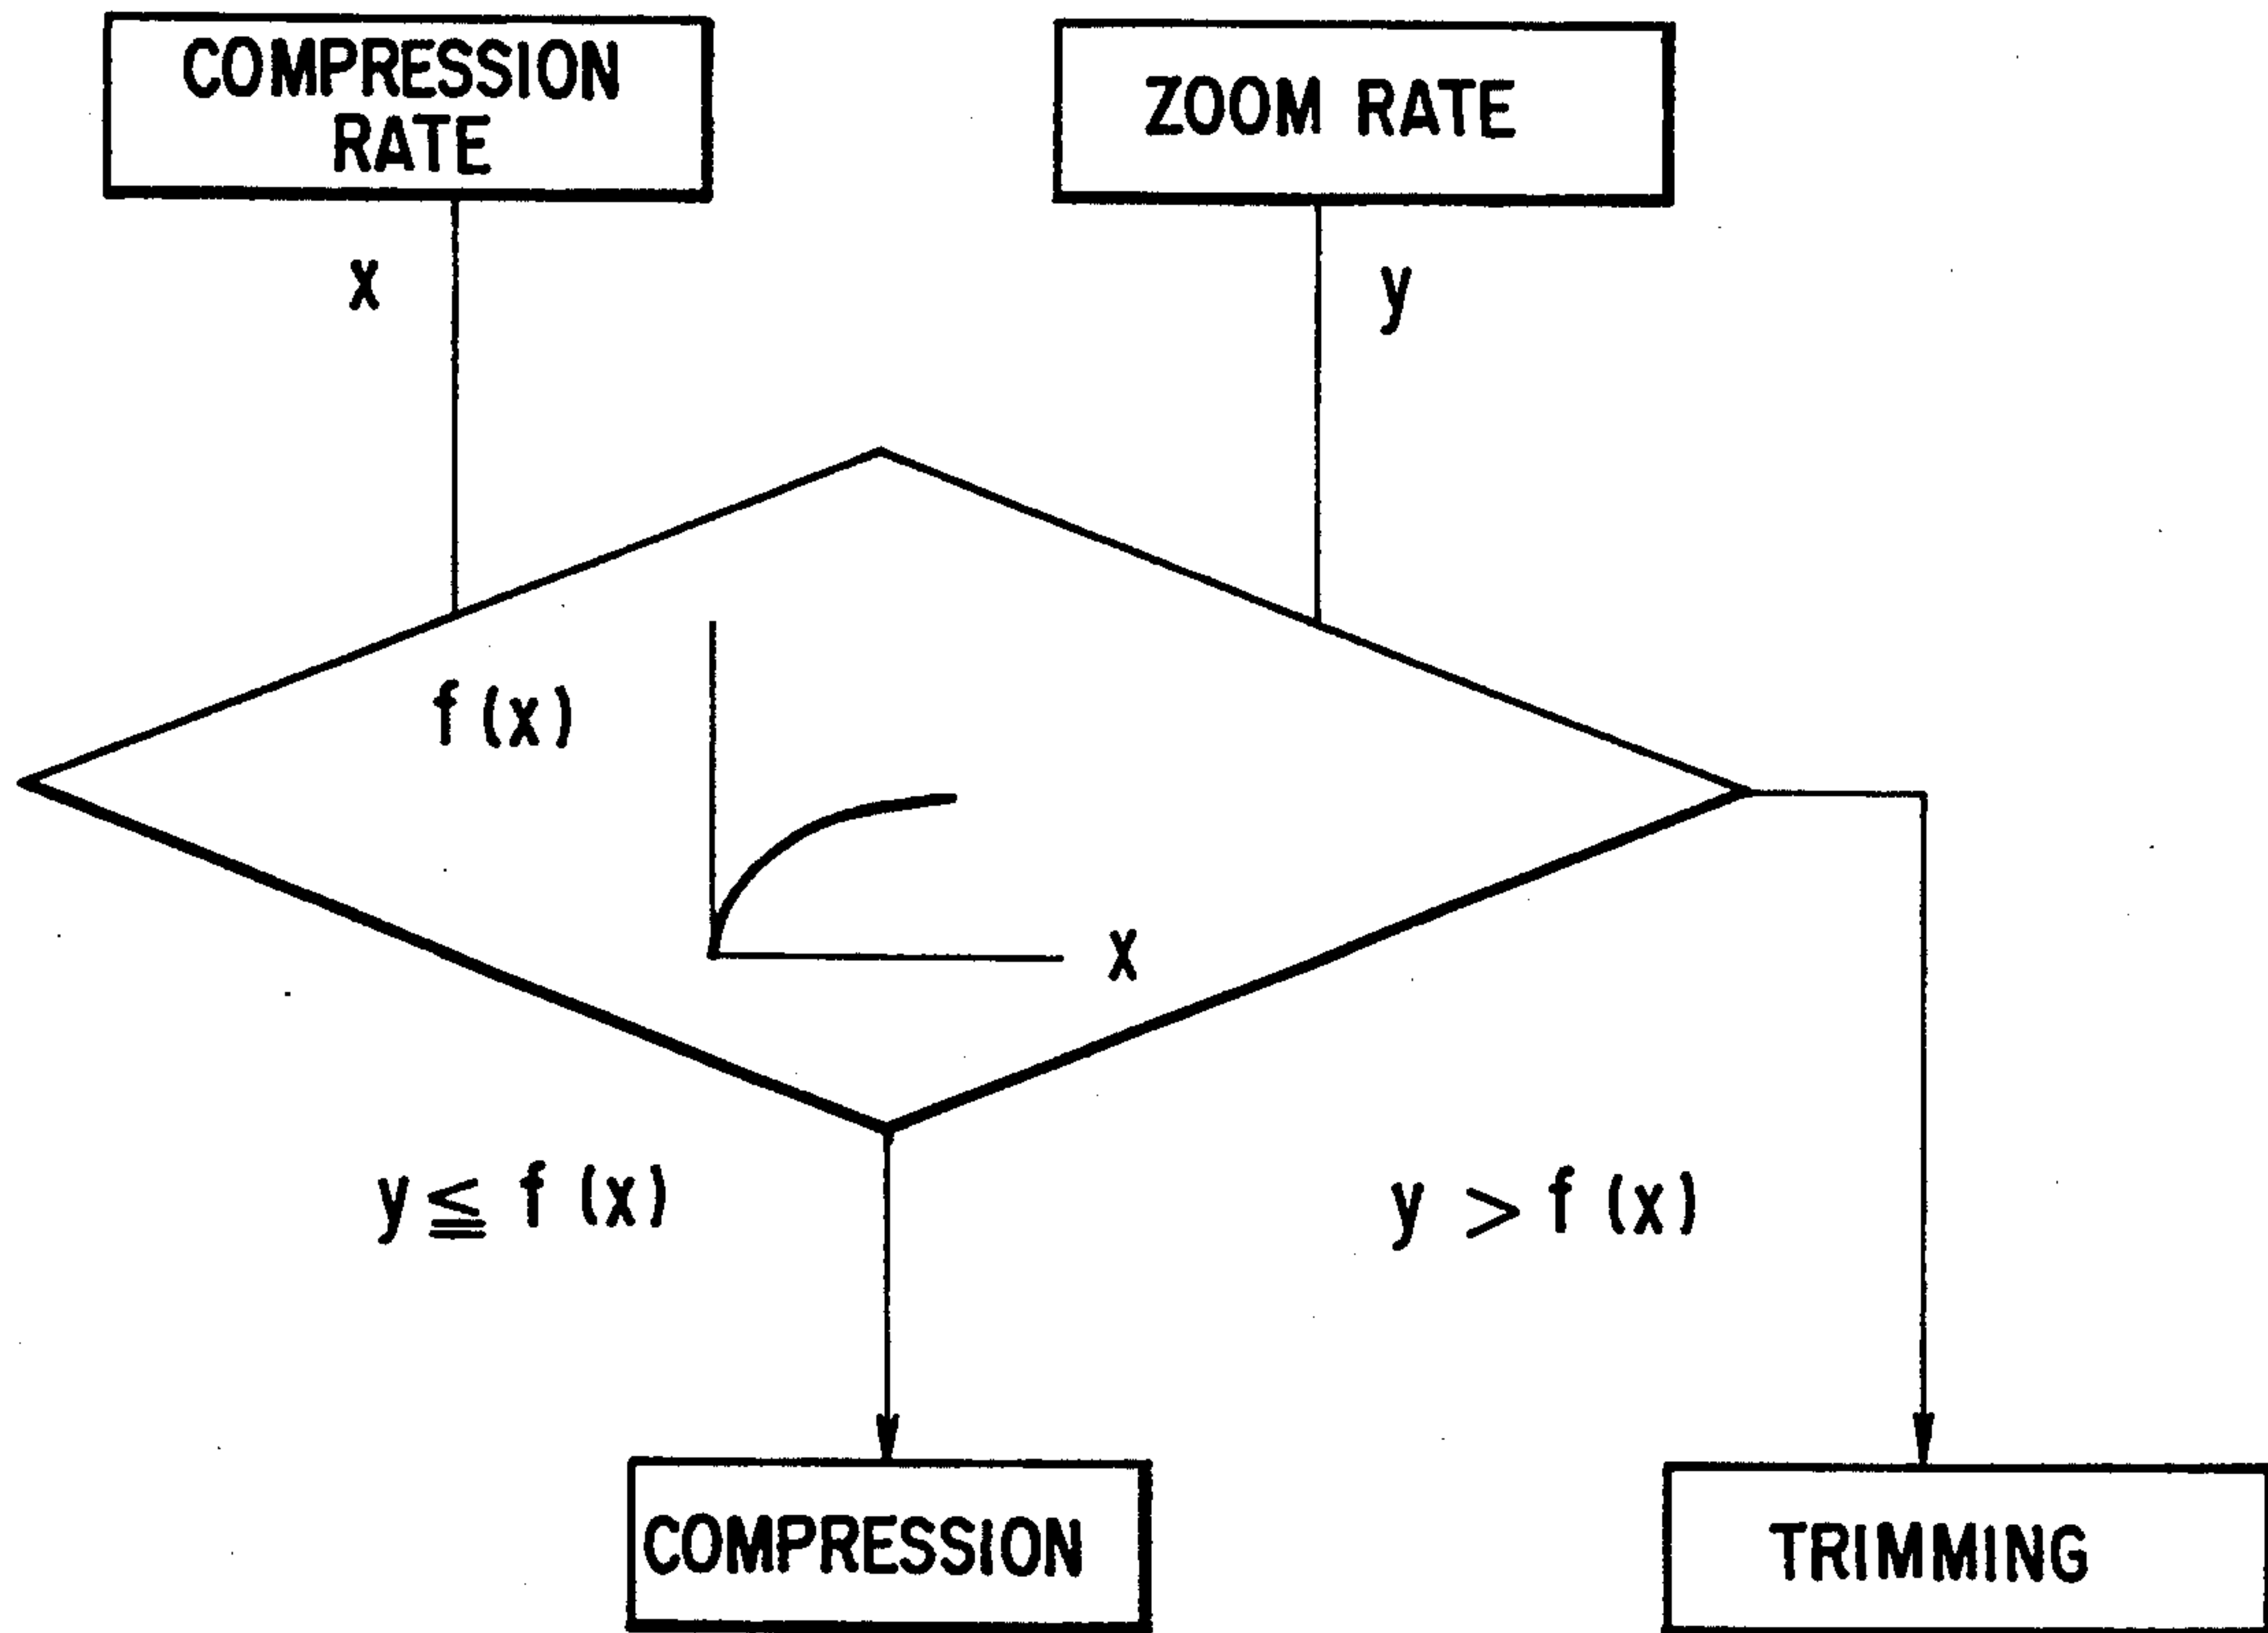 COMPRESSION
RATE
ZOOM RATE
x
y
f (x)
x
y ≦ f (x)
y > f (x)
COMPRESSION
TRIMMING